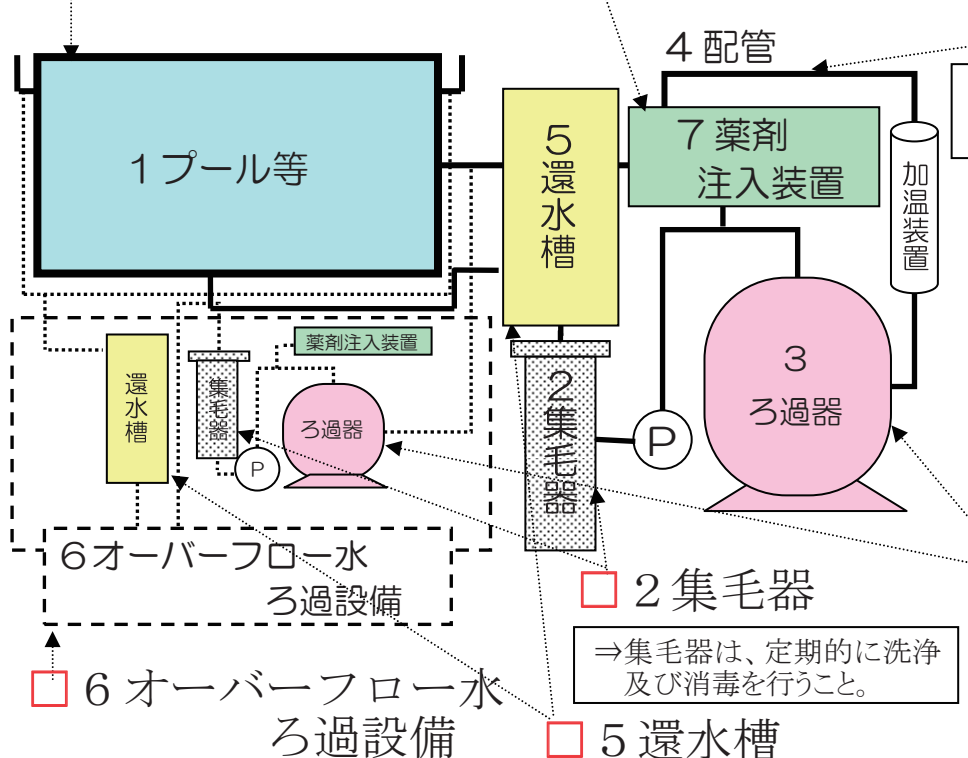 ４配管
１プール等
５還水槽
７薬剤
注入装置
加温装置
薬剤注入装置
還水槽
集毛器
ろ過器
P
２集毛器
P
３
ろ過器
６オーバーフロー水
ろ過設備
□２集毛器
⇒集毛器は、定期的に洗浄
及び消毒を行うこと。
□６オーバーフロー水
ろ過設備
□５還水槽